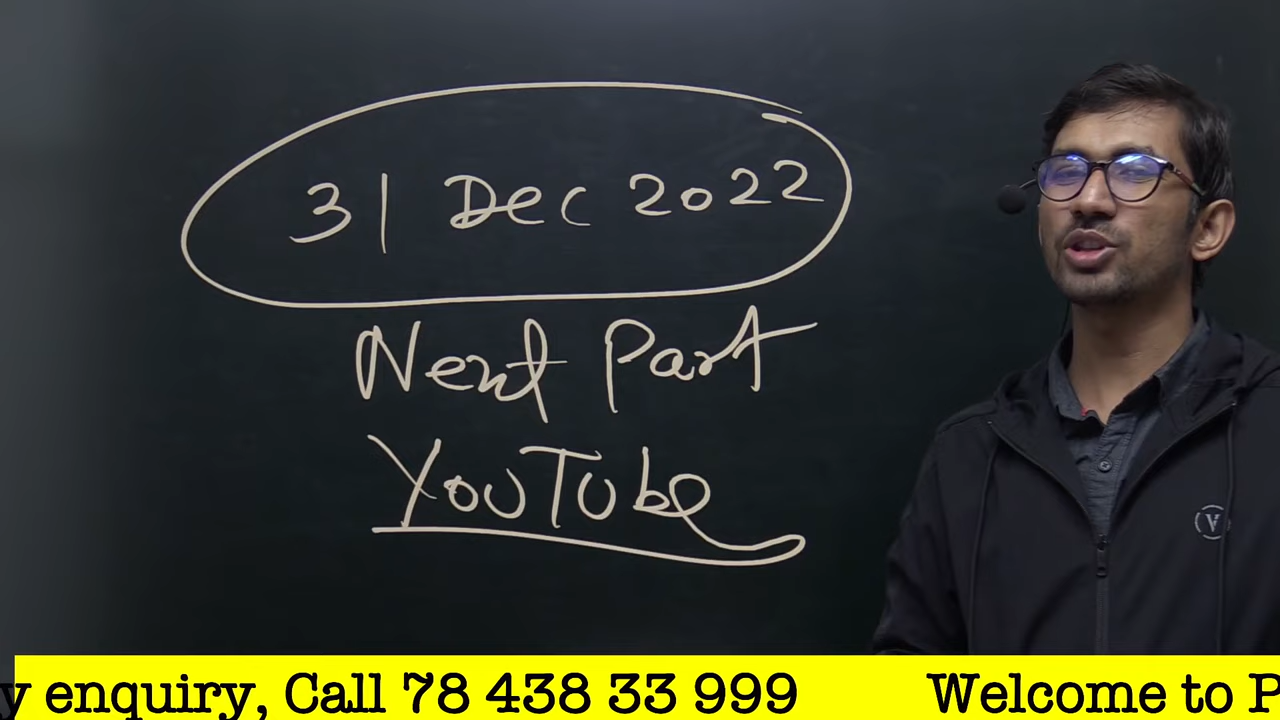 31 Dec 2022
Next Part
YouTube
V
y enquiry, Call 78 438 33 999 Welcome to P